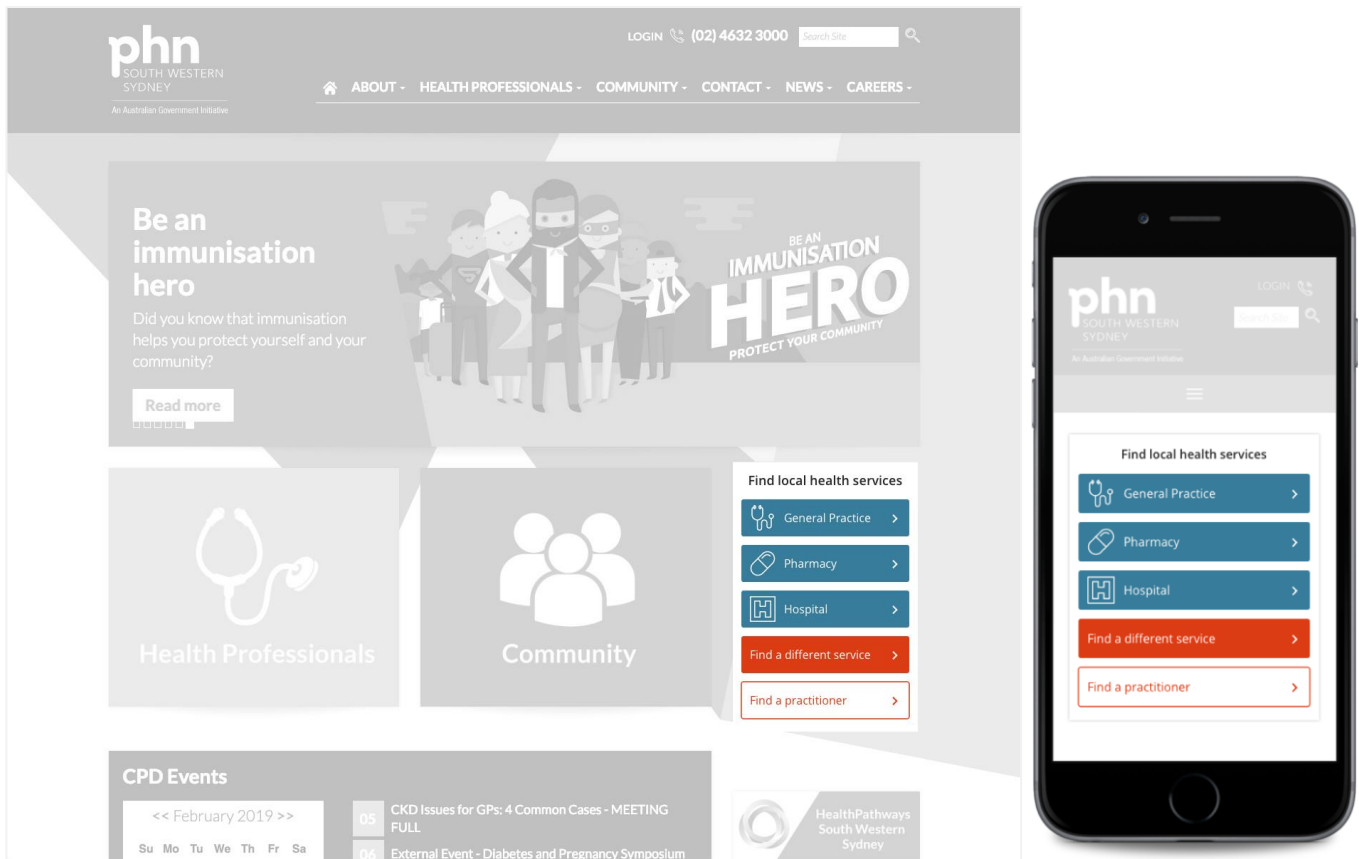 phn
SOUTH WESTERN
SYDNEY
An Australian Government Initiative
LOGIN (02) 4632 3000 Search Site
ABOUT HEALTH PROFESSIONALS COMMUNITY CONTACT NEWS CAREERS
Be an
immunisation
hero
Did you know that immunisation
helps you protect yourself and your
community?
Read more
BE AN
IMMUNISATION
HERO
PROTECT YOUR COMMUNITY
Health Professionals
Community
Find local health services
General Practice
Pharmacy
Hospital
Find a different service
Find a practitioner
CPD Events
<< February 2019 >>
Su Mo Tu We Th Fr Sa
05 CKD Issues for GPs: 4 Common Cases - MEETING
FULL
06 External Event - Diabetes and Pregnancy Symposium
HealthPathways
South Western
Sydney
phn
SOUTH WESTERN
SYDNEY
An Australian Government Initiative
LOGIN
Search Site
Find local health services
General Practice
Pharmacy
Hospital
Find a different service
Find a practitioner